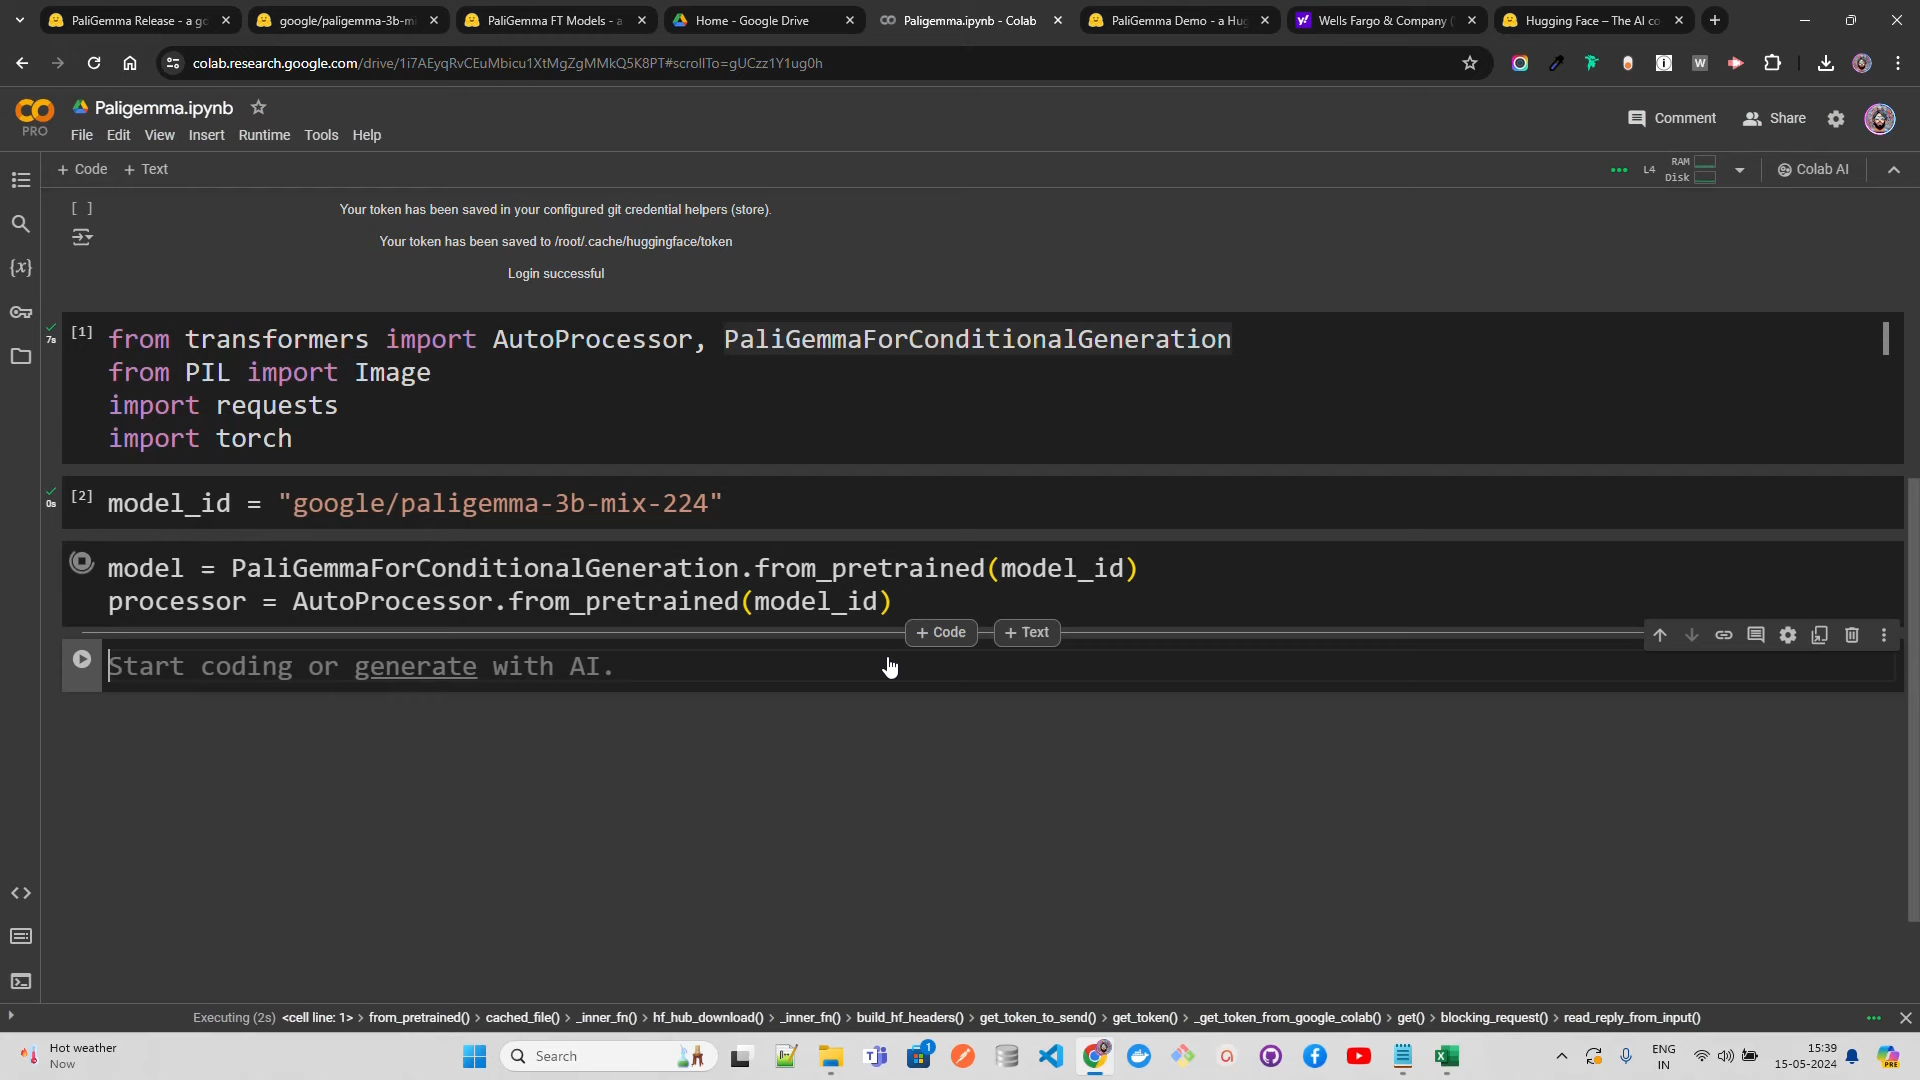 PaliGemma Release - a go
google/paligemma-3b-mi
PaliGemma FT Models - a
Home - Google Drive
Paligemma.ipynb - Colab
PaliGemma Demo - a Hug
Wells Fargo & Company (
Hugging Face – The AI co
colab.research.google.com/drive/1i7AEyqRvCEuMbicu1XtMgZgMMkQ5K8PT#scrollTo=gUCzz1Y1ug0h
PRO
Paligemma.ipynb
File Edit View Insert Runtime Tools Help
Comment
Share
+ Code + Text
L4
RAM
Disk
Colab AI
[ ]
Your token has been saved in your configured git credential helpers (store).
Your token has been saved to /root/.cache/huggingface/token
Login successful
7s
[1]
from transformers import AutoProcessor, PaliGemmaForConditionalGeneration
from PIL import Image
import requests
import torch
0s
[2]
model_id = "google/paligemma-3b-mix-224"
model = PaliGemmaForConditionalGeneration.from_pretrained(model_id)
processor = AutoProcessor.from_pretrained(model_id)
+ Code + Text
Start coding or generate with AI.
Executing (2s) <cell line: 1> > from_pretrained() > cached_file() > _inner_fn() > hf_hub_download() > _inner_fn() > build_hf_headers() > get_token_to_send() > get_token() > _get_token_from_google_colab() > get() > blocking_request() > read_reply_from_input()
Hot weather
Now
Search
1
ENG
IN
15:39
15-05-2024
PRE